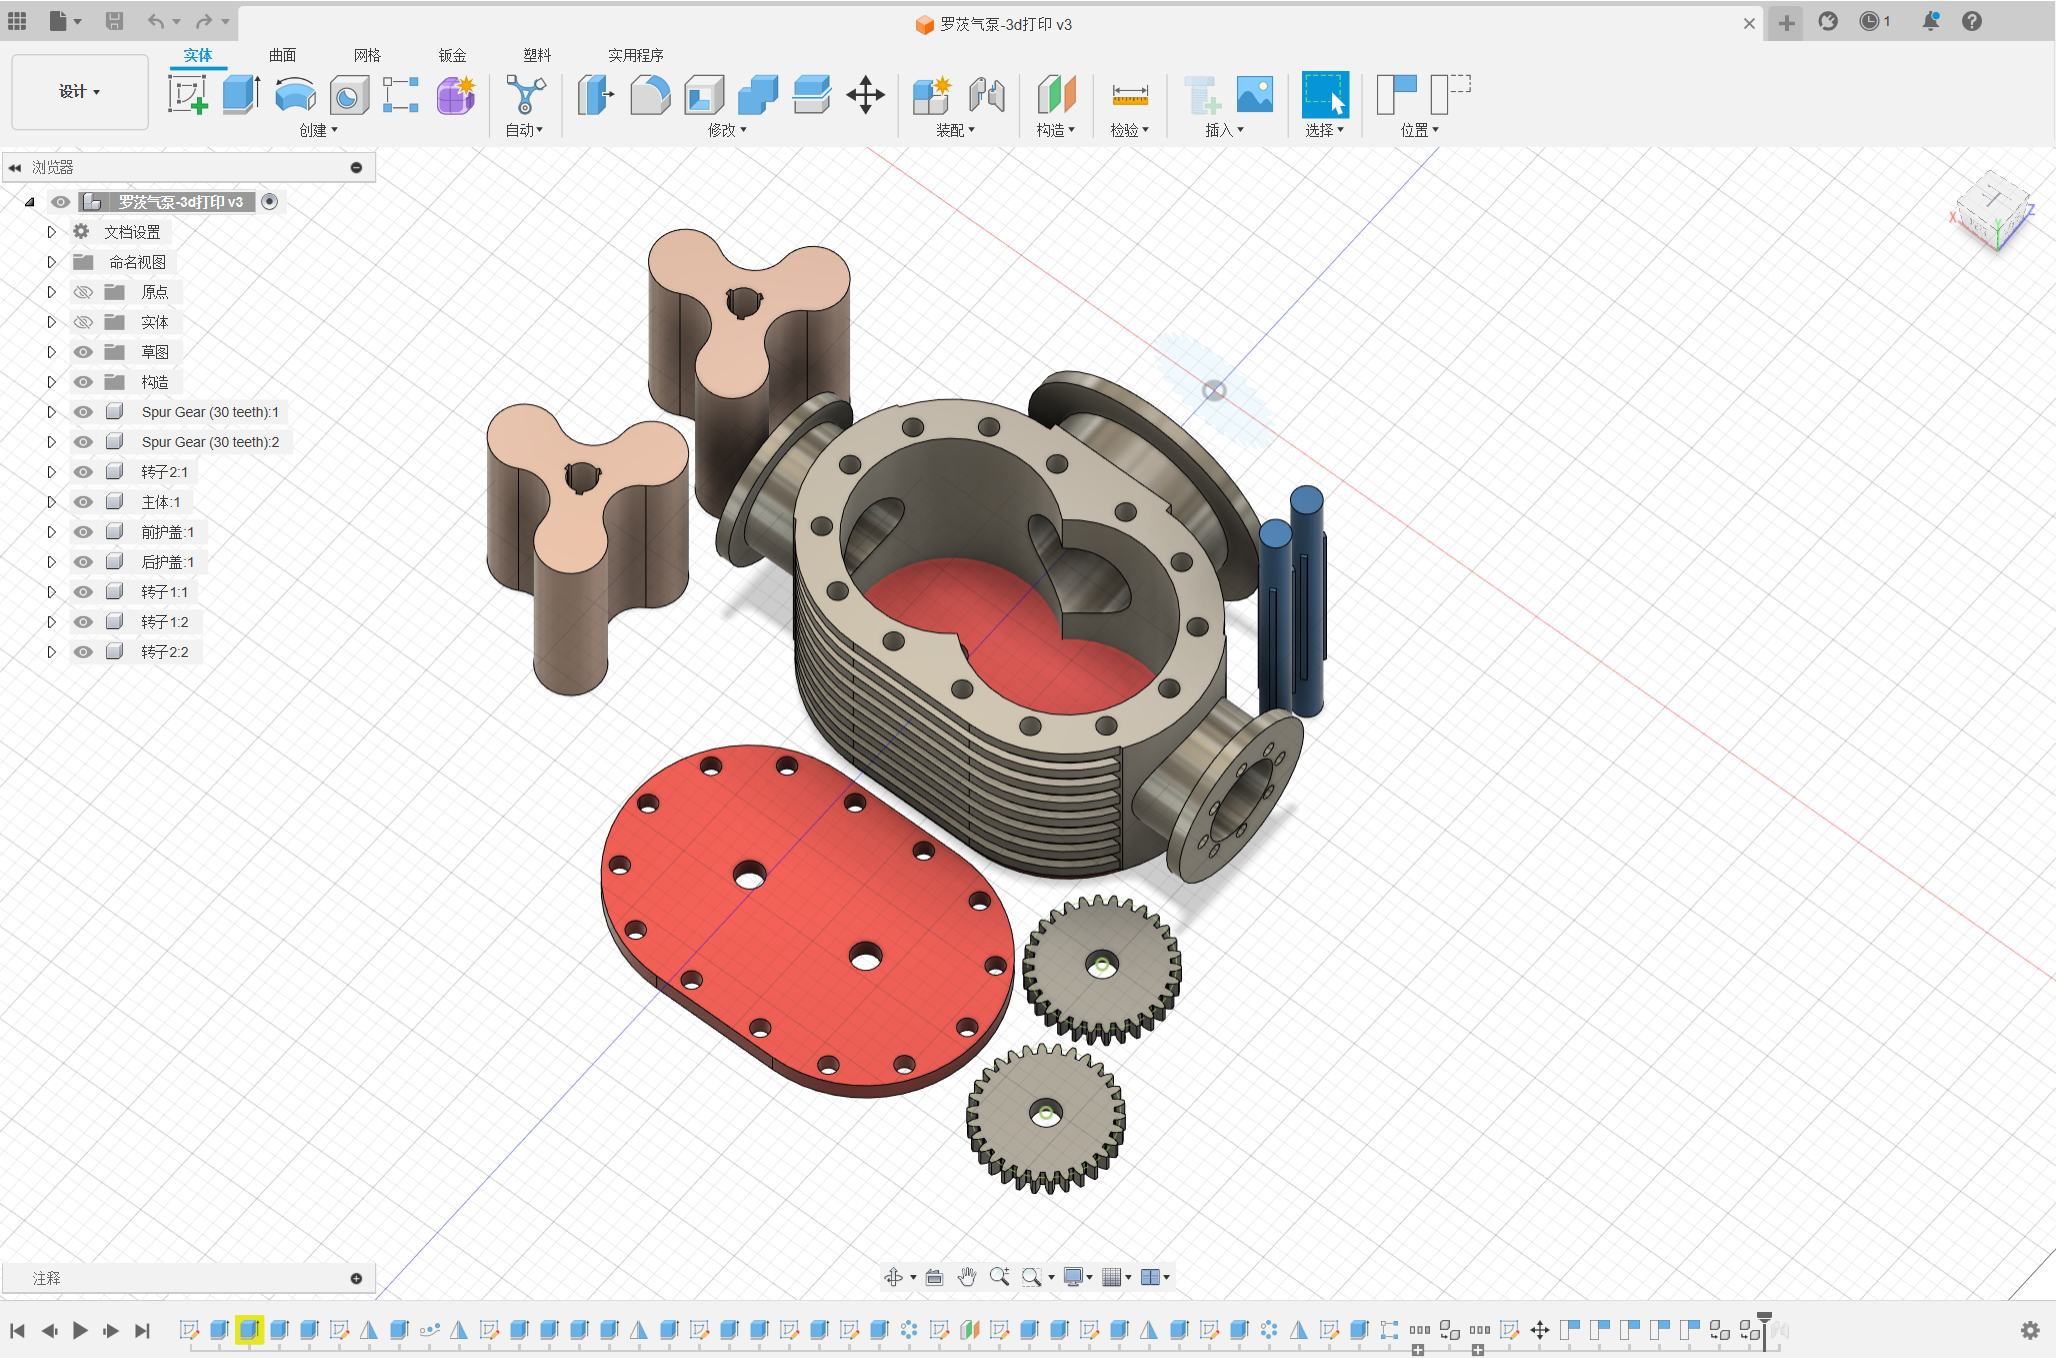 罗茨气泵-3d打印 v3
1
实体
曲面
网格
钣金
塑料
实用程序
设计
创建
自动
修改
装配
构造
检验
插入
选择
位置
浏览器
罗茨气泵-3d打印 v3
文档设置
命名视图
原点
实体
草图
构造
Spur Gear (30 teeth):1
Spur Gear (30 teeth):2
转子2:1
主体:1
前护盖:1
后护盖:1
转子1:1
转子1:2
转子2:2
X
Y
Z
注释